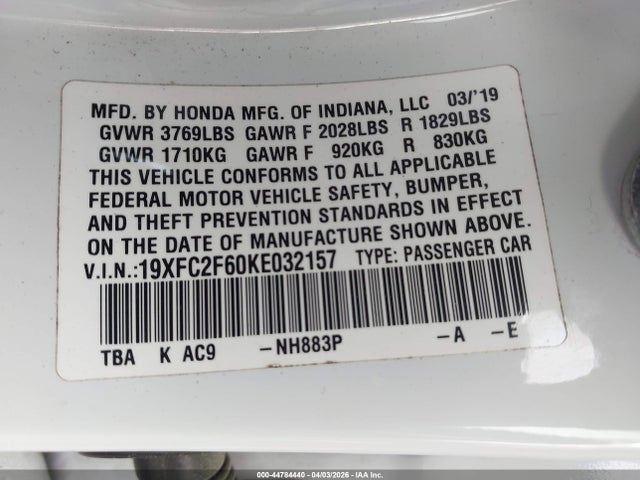 MFD. BY HONDA MFG. OF INDIANA, LLC 03/'19
GVWR 3769LBS GAWR F 2028LBS R 1829LBS
GVWR 1710KG GAWR F 920KG R 830KG
THIS VEHICLE CONFORMS TO ALL APPLICABLE
FEDERAL MOTOR VEHICLE SAFETY, BUMPER,
AND THEFT PREVENTION STANDARDS IN EFFECT
ON THE DATE OF MANUFACTURE SHOWN ABOVE.
V.I.N.:19XFC2F60KE032157 TYPE: PASSENGER CAR
TBA K AC9 -NH883P -A -E
© 44784440 - 04/03/2026 - IAA Inc.